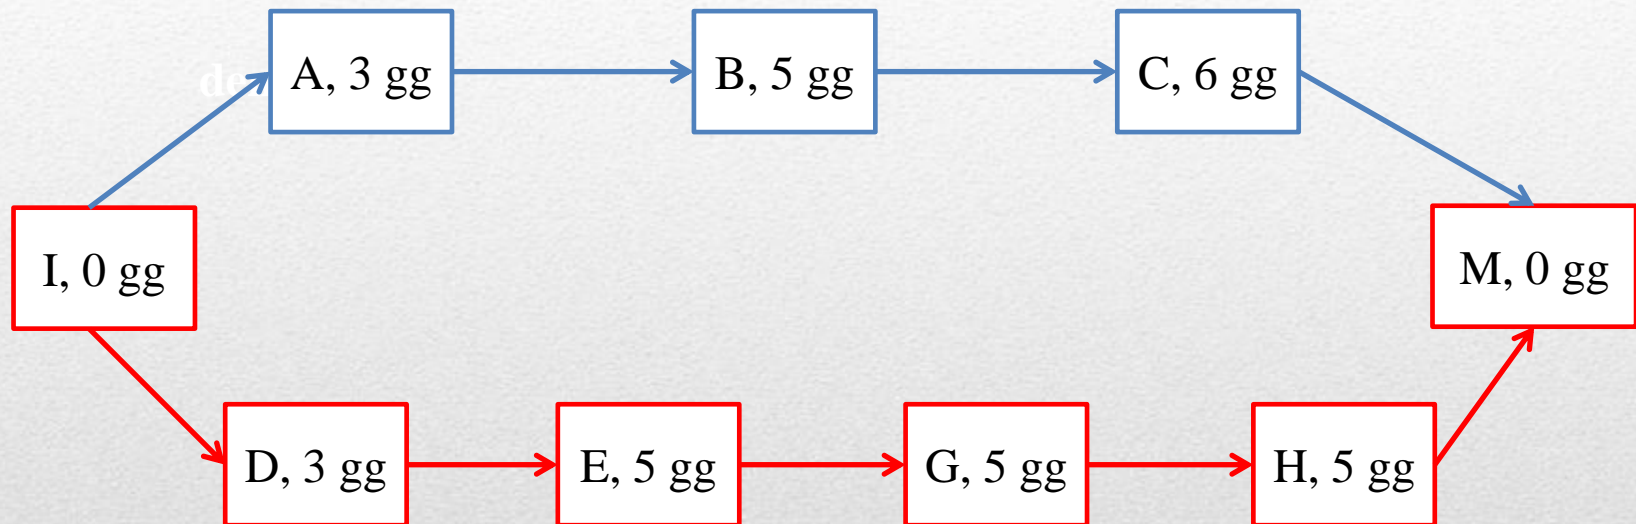 A, 3 gg
B, 5 gg
C, 6 gg
I, 0 gg
M, 0 gg
D, 3 gg
E, 5 gg
G, 5 gg
H, 5 gg